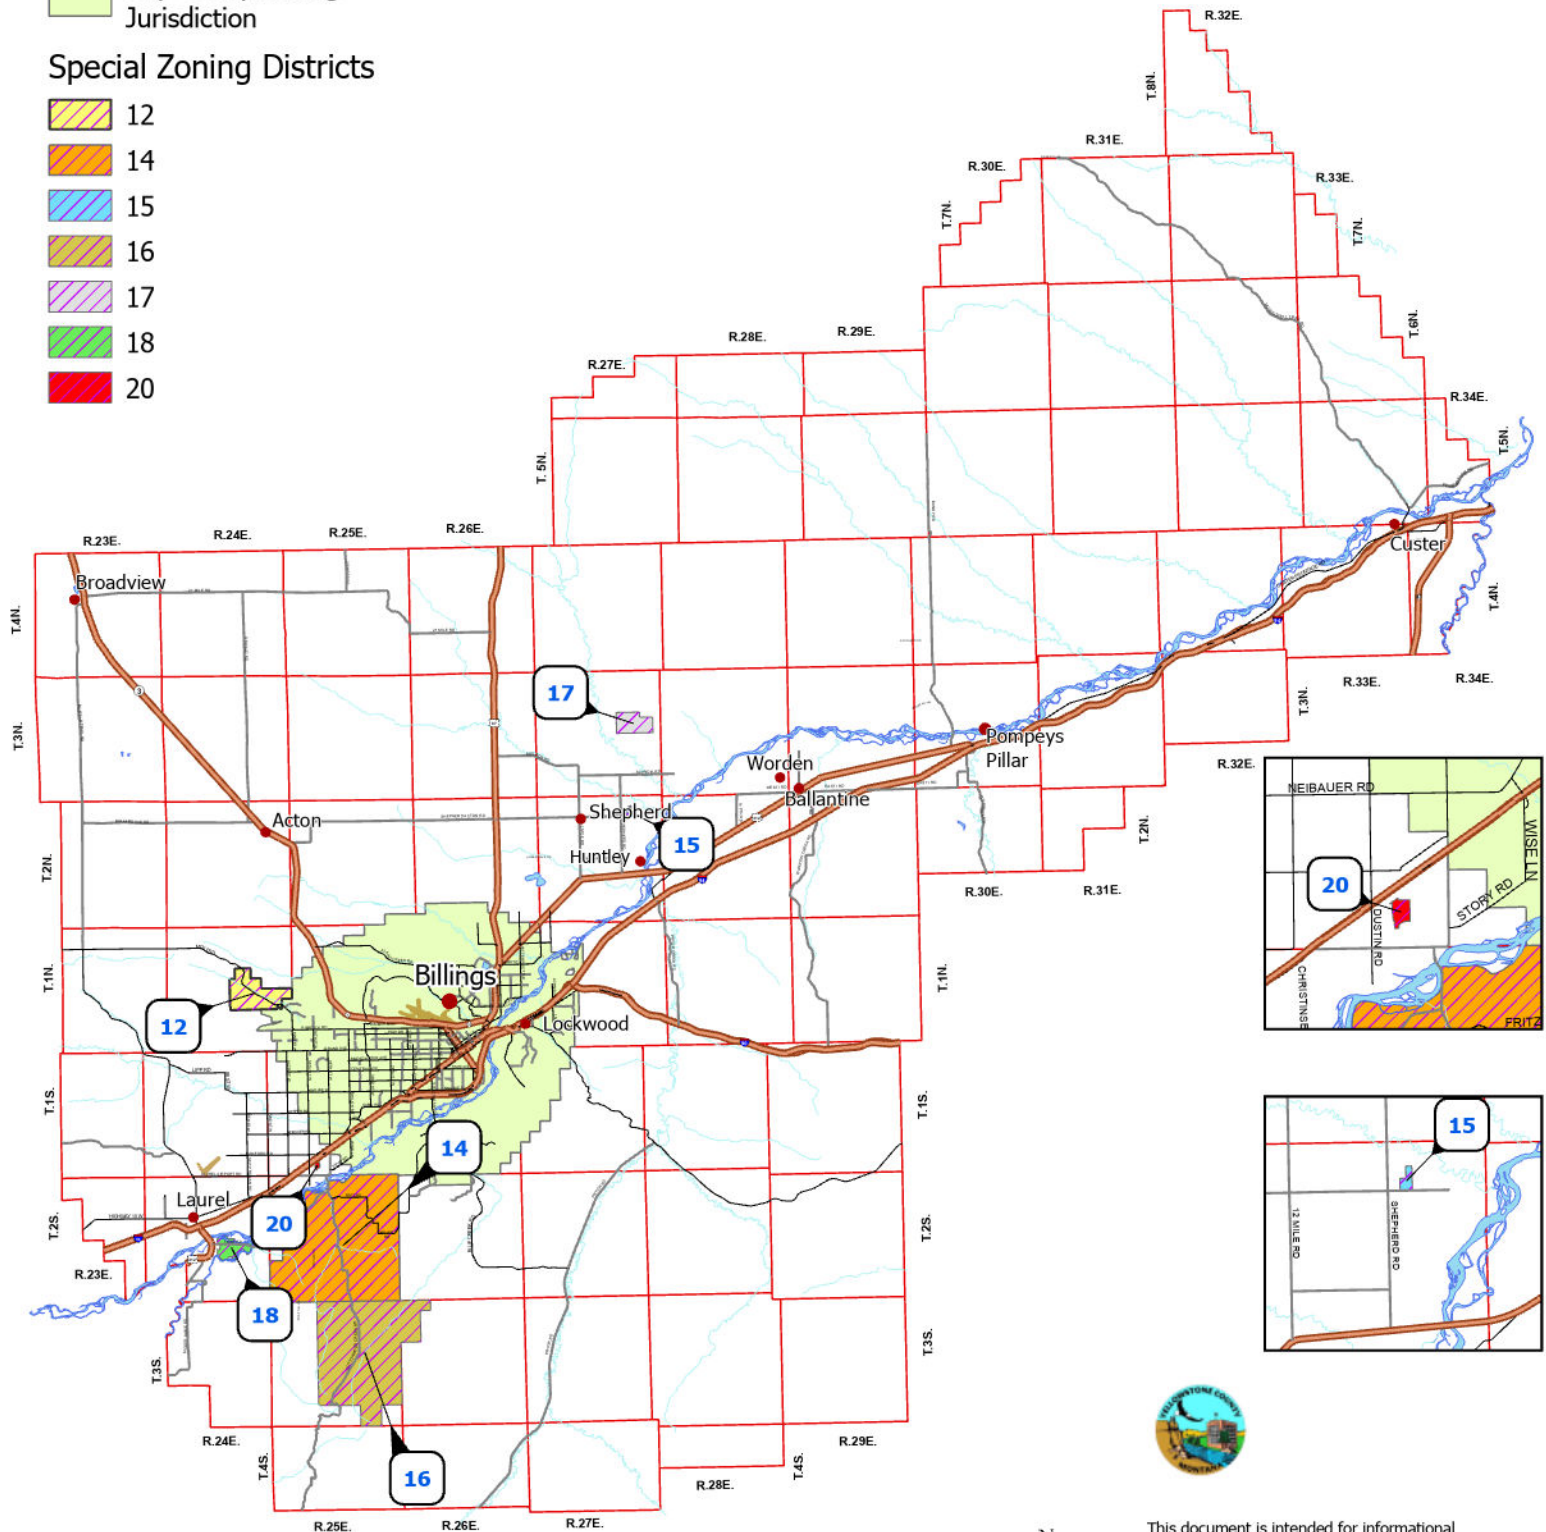 Jurisdiction
Special Zoning Districts
12
14
15
16
17
18
20
R.32E.
T.8N.
R.31E.
R.30E.
R.33E.
T.7N.
T.7N.
R.28E.
R.29E.
T.6N.
R.27E.
R.34E.
T.5N.
T. 5N.
R.23E.
R.24E.
R.25E.
R.26E.
Custer
Broadview
T.4N.
T.4N.
17
R.33E.
R.34E.
T.3N.
T.3N.
3
Pompeys
Pillar
Worden
Ballantine
R.32E.
Acton
Shepherd
Huntley
15
T.2N.
T.2N.
R.30E.
R.31E.
NEIBAUER RD
WISE LN
20
STORY RD
DUSTIN RD
CHRISTINSE
FRITZ
Billings
T.1N.
T.1N.
12
Lockwood
T.1S.
T.1S.
14
15
12 MILE RD
SHEPHERD RD
Laurel
20
T.2S.
T.2S.
R.23E.
18
T.3S.
T.3S.
R.24E.
T.4S.
16
R.29E.
T.4S.
R.28E.
R.25E.
R.26E.
R.27E.
YELLOWSTONE COUNTY
MONTANA
N
This document is intended for informational